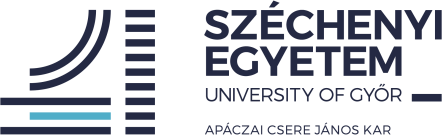 SZÉCHENYI
EGYETEM
UNIVERSITY OF GYŐR
APÁCZAI CSERE JÁNOS KAR